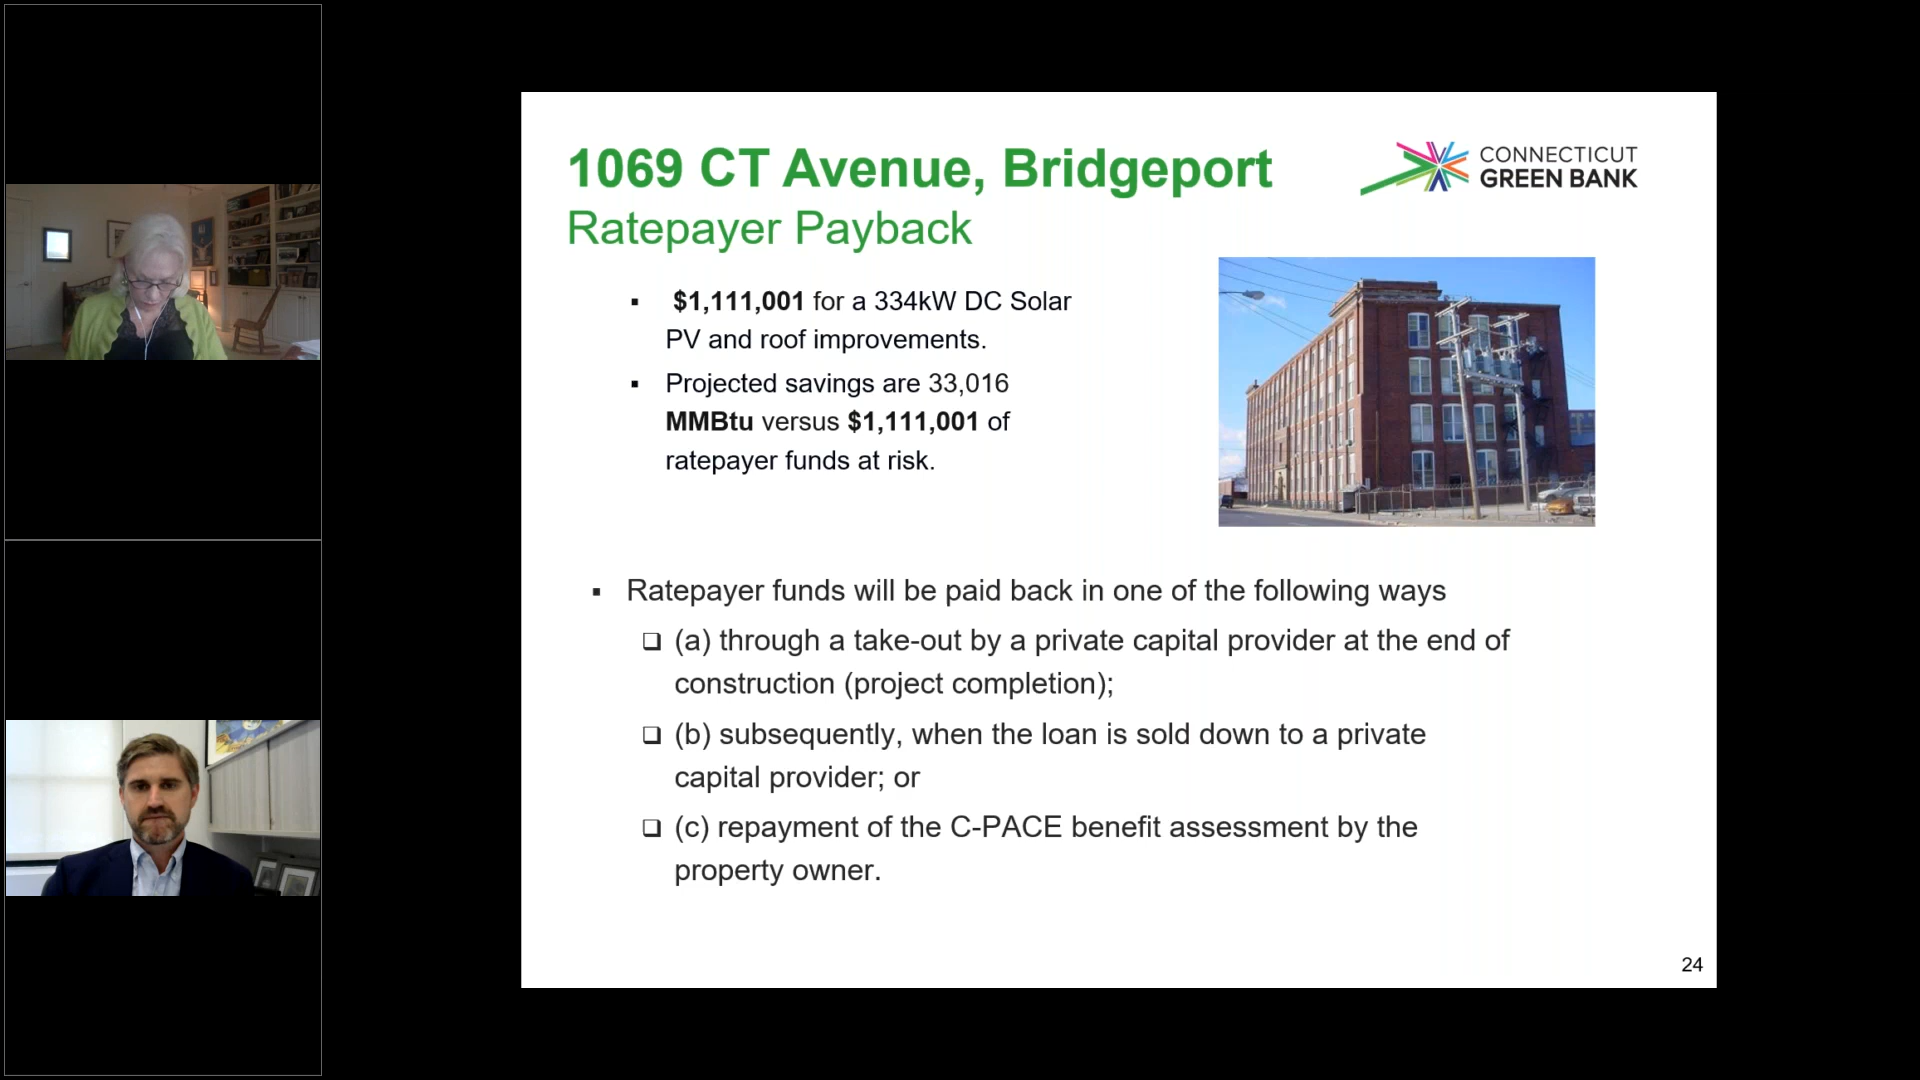 1069 CT Avenue, Bridgeport
Ratepayer Payback
CONNECTICUT
GREEN BANK
▪ $1,111,001 for a 334kW DC Solar
PV and roof improvements.
▪ Projected savings are 33,016
MMBtu versus $1,111,001 of
ratepayer funds at risk.
▪ Ratepayer funds will be paid back in one of the following ways
❑ (a) through a take-out by a private capital provider at the end of
construction (project completion);
❑ (b) subsequently, when the loan is sold down to a private
capital provider; or
❑ (c) repayment of the C-PACE benefit assessment by the
property owner.
24